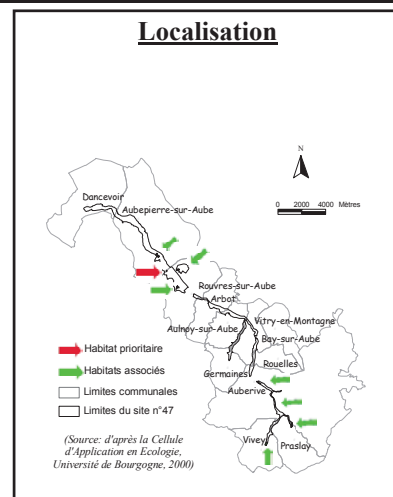 Localisation
N
Dancevoir
Aubepierre-sur-Aube
0 2000 4000 Mètres
Rouvres-sur-Aube
Arbot
Vitry-en-Montagne
Aulnoy-sur-Aube
Bay-sur-Aube
Habitat prioritaire
Rouelles
Habitats associés
Germaines
Auberive
Limites communales
Limites du site n°47
(Source: d'après la Cellule
d'Application en Ecologie,
Université de Bourgogne, 2000)
Vivey
Praslay